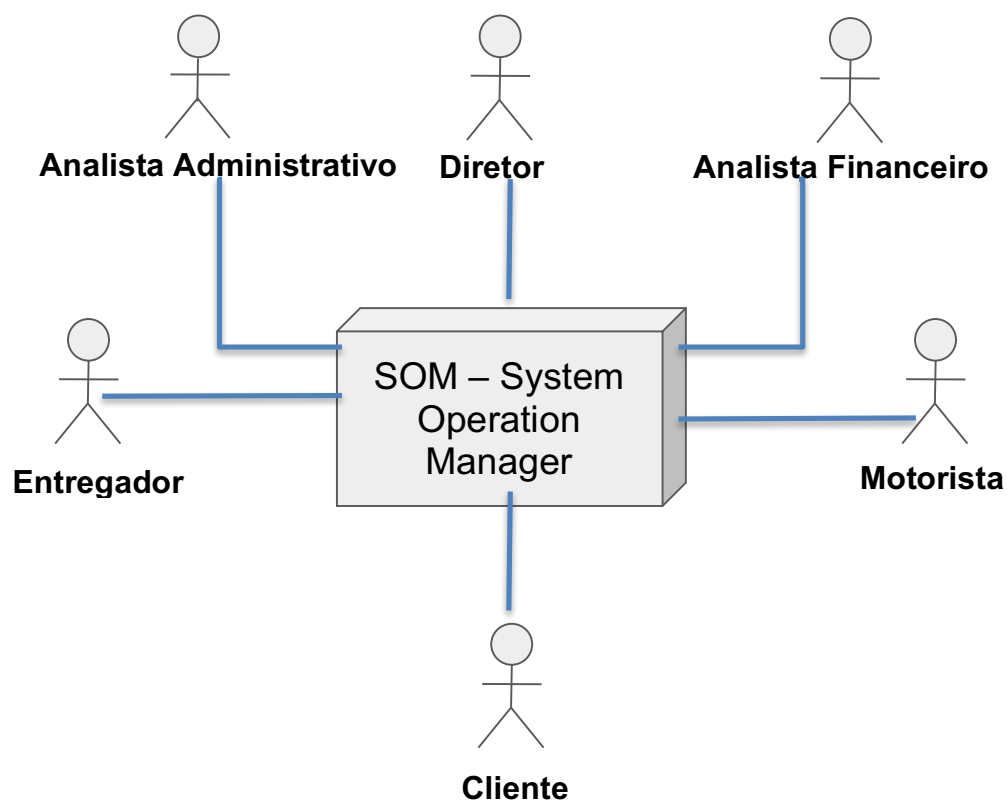 Analista Administrativo
Diretor
Analista Financeiro
SOM – System
Operation
Manager
Entregador
Motorista
Cliente